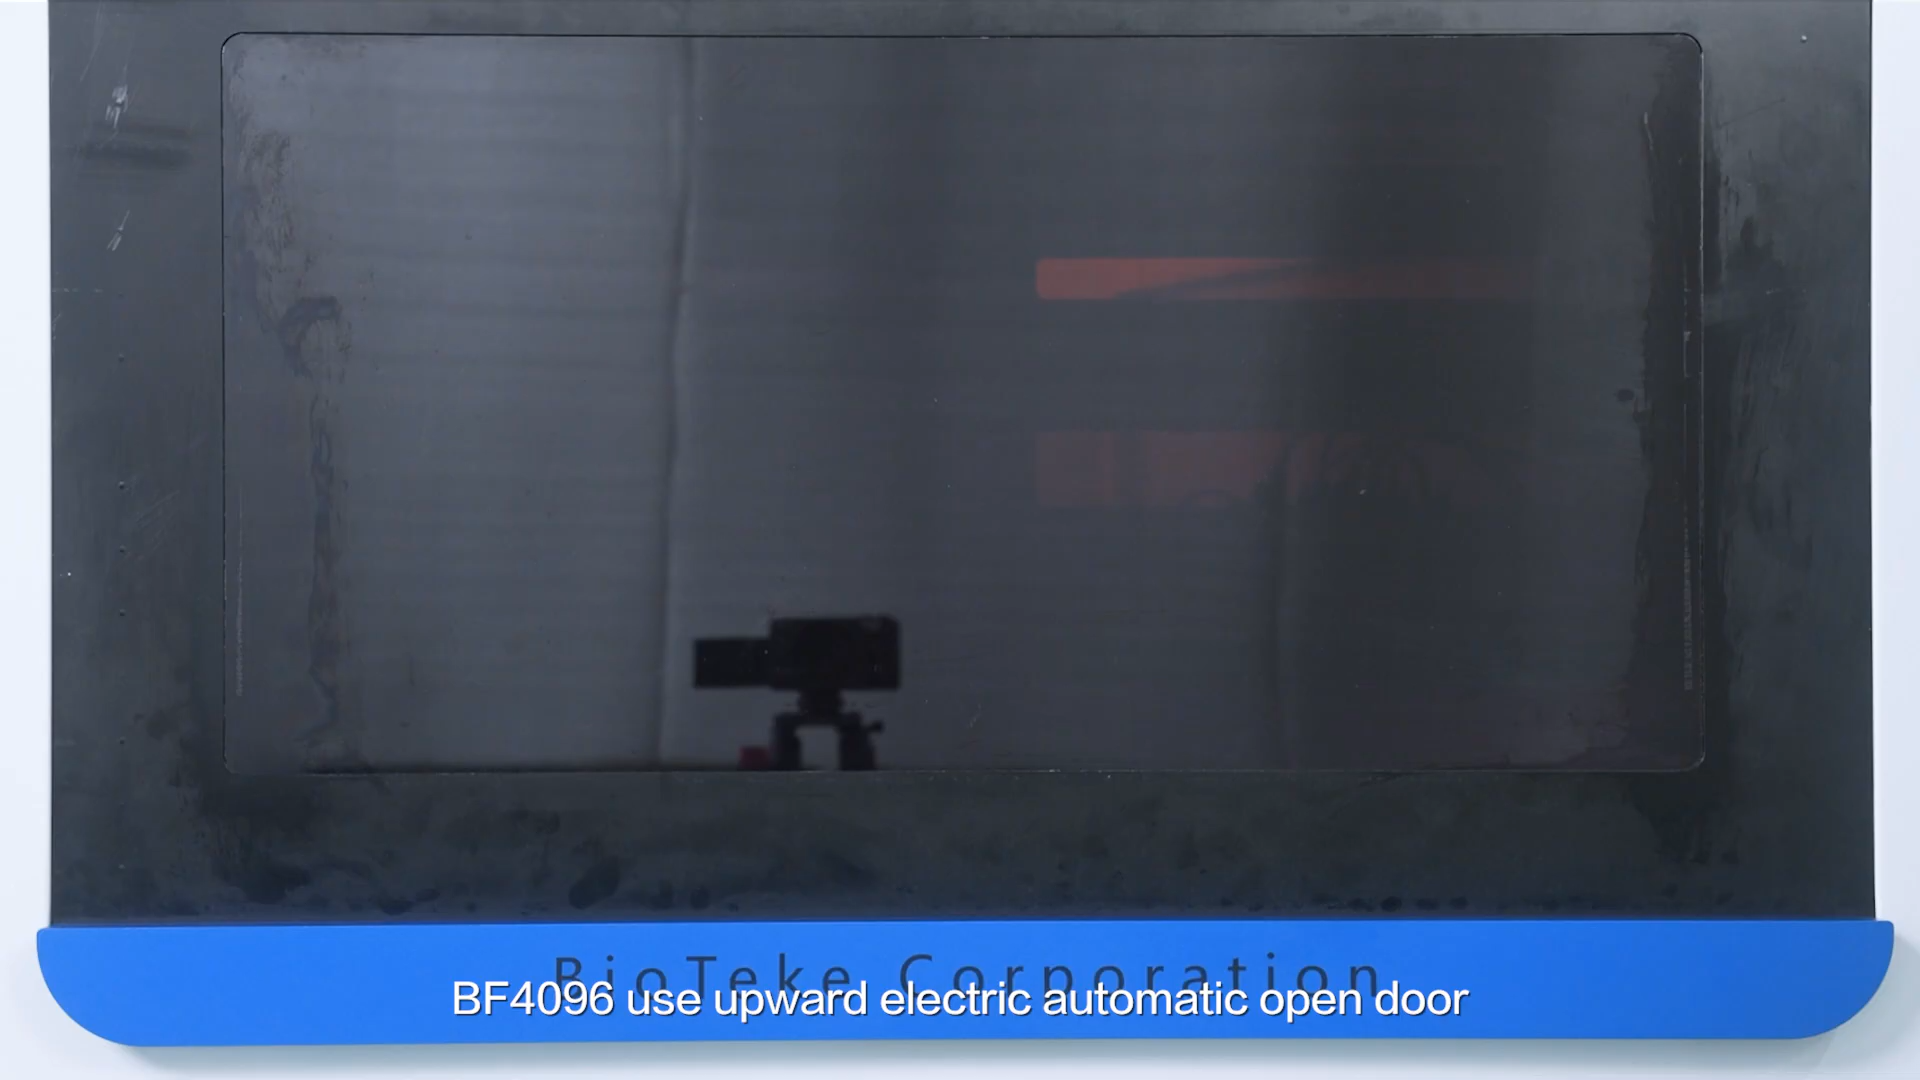 BioTeke Corporation
BF4096 use upward electric automatic open door